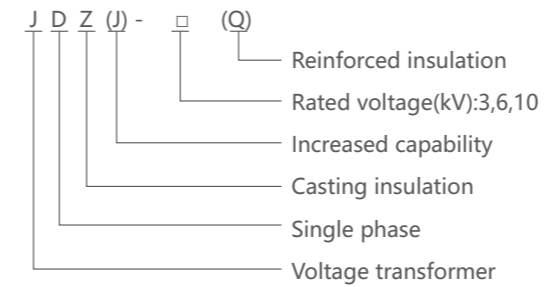 J D Z (J) - □ (Q)
Reinforced insulation
Rated voltage(kV):3,6,10
Increased capability
Casting insulation
Single phase
Voltage transformer